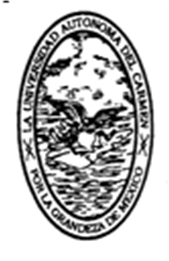 LA UNIVERSIDAD AUTONOMA DEL CARMEN
POR LA GRANDEZA DE MEXICO